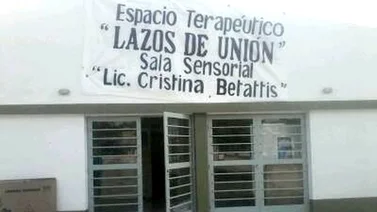 Espacio Terapéutico
"LAZOS DE UNIÓN"
Sala Sensorial
"Lic. Cristina Betattis"